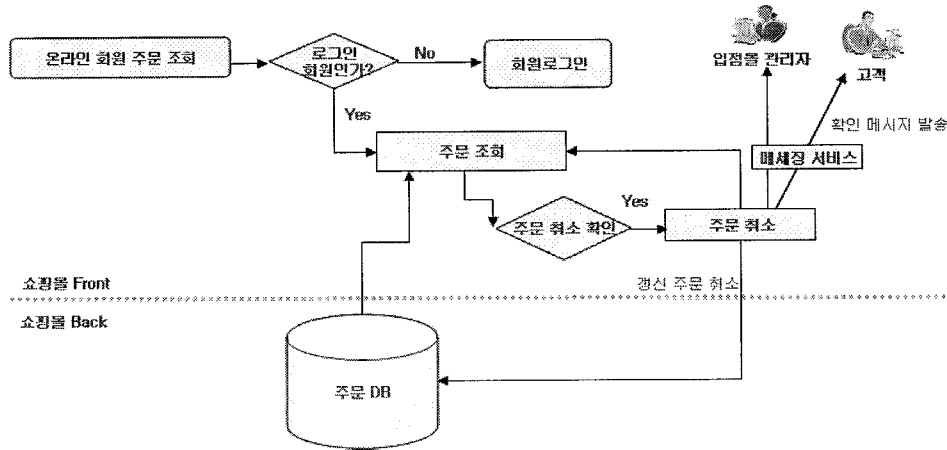 온라인 회원 주문 조회
로그인
회원인가?
No
회원로그인
입점몰 관리자
고객
Yes
확인 메시지 발송
주문 조회
메세징 서비스
Yes
주문 취소 확인
주문 취소
쇼핑몰 Front
갱신 주문 취소
쇼핑몰 Back
주문 DB